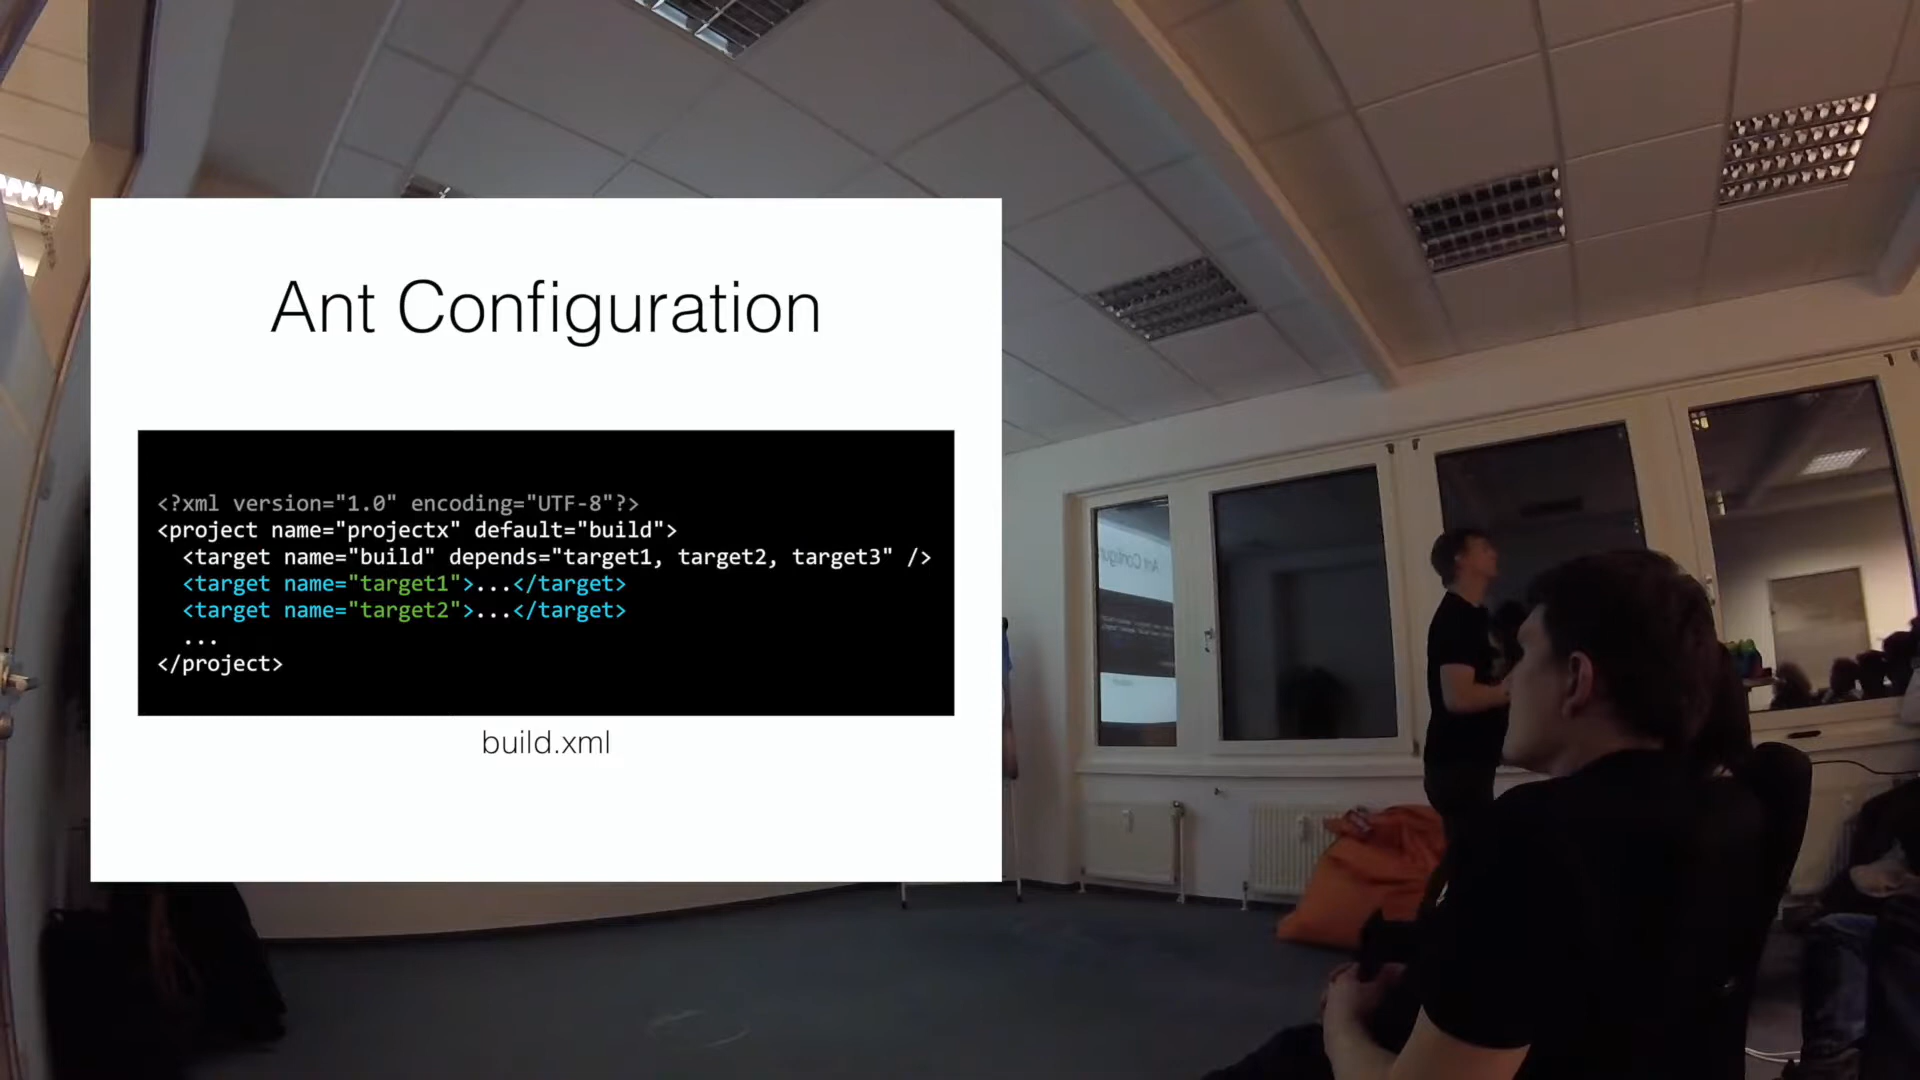 Ant Configuration
<?xml version="1.0" encoding="UTF-8"?>
<project name="projectx" default="build">
<target name="build" depends="target1, target2, target3" />
<target name="target1">...</target>
<target name="target2">...</target>
...
</project>
build.xml